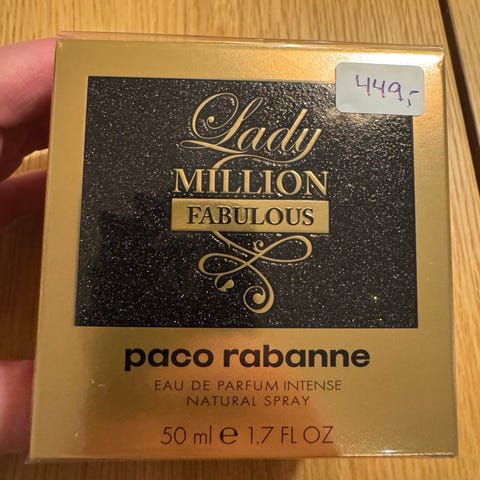 449,-
Lady
MILLION
FABULOUS
paco rabanne
EAU DE PARFUM INTENSE
NATURAL SPRAY
50 ml ℮ 1.7 FL OZ